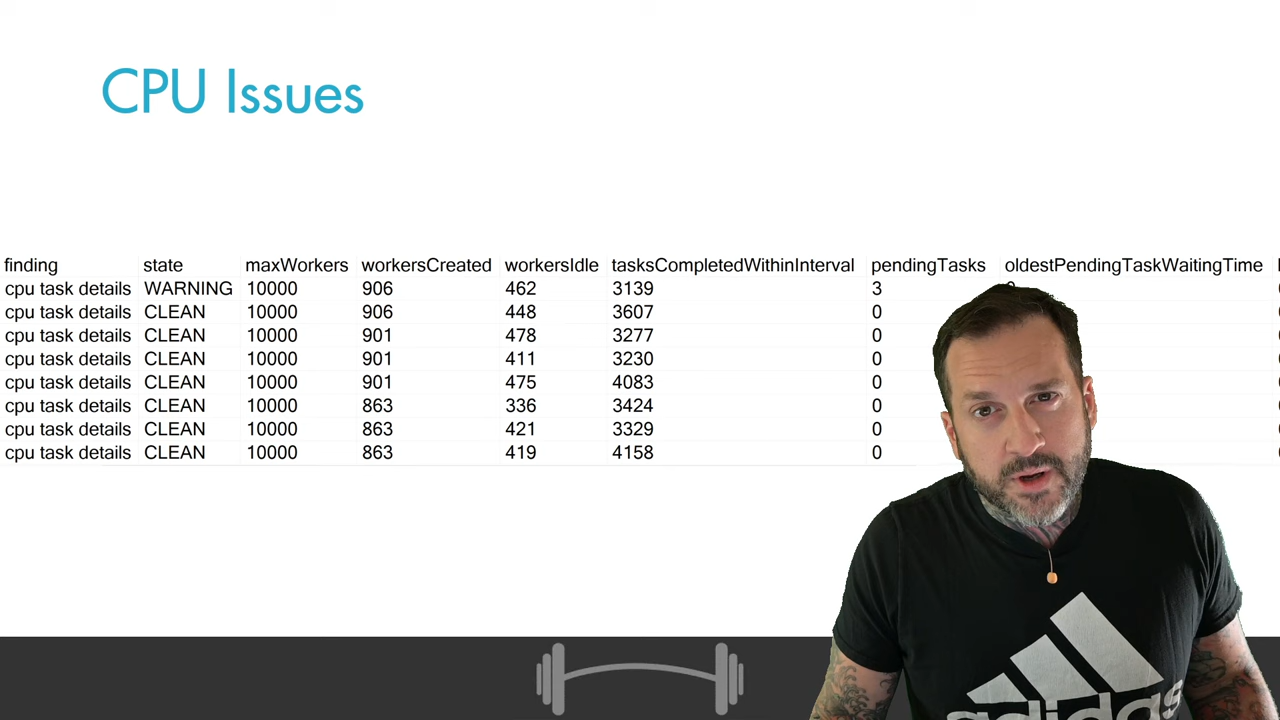 CPU Issues
finding state maxWorkers workersCreated workersIdle tasksCompletedWithinInterval pendingTasks oldestPendingTaskWaitingTime
cpu task details WARNING 10000 906 462 3139 3
cpu task details CLEAN 10000 906 448 3607 0
cpu task details CLEAN 10000 901 478 3277 0
cpu task details CLEAN 10000 901 411 3230 0
cpu task details CLEAN 10000 901 475 4083 0
cpu task details CLEAN 10000 863 336 3424 0
cpu task details CLEAN 10000 863 421 3329 0
cpu task details CLEAN 10000 863 419 4158 0
adidas